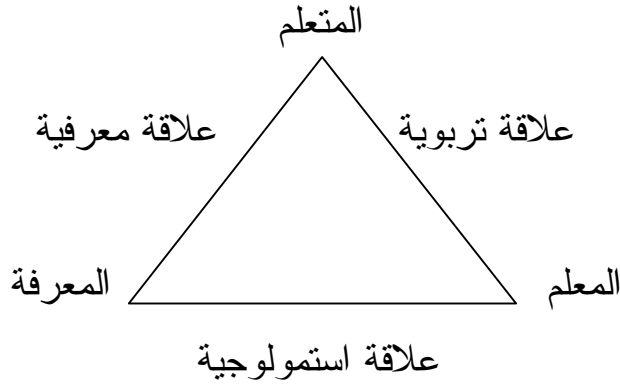 المتعلم
علاقة تربوية
علاقة معرفية
المعلم
المعرفة
علاقة استمولوجية